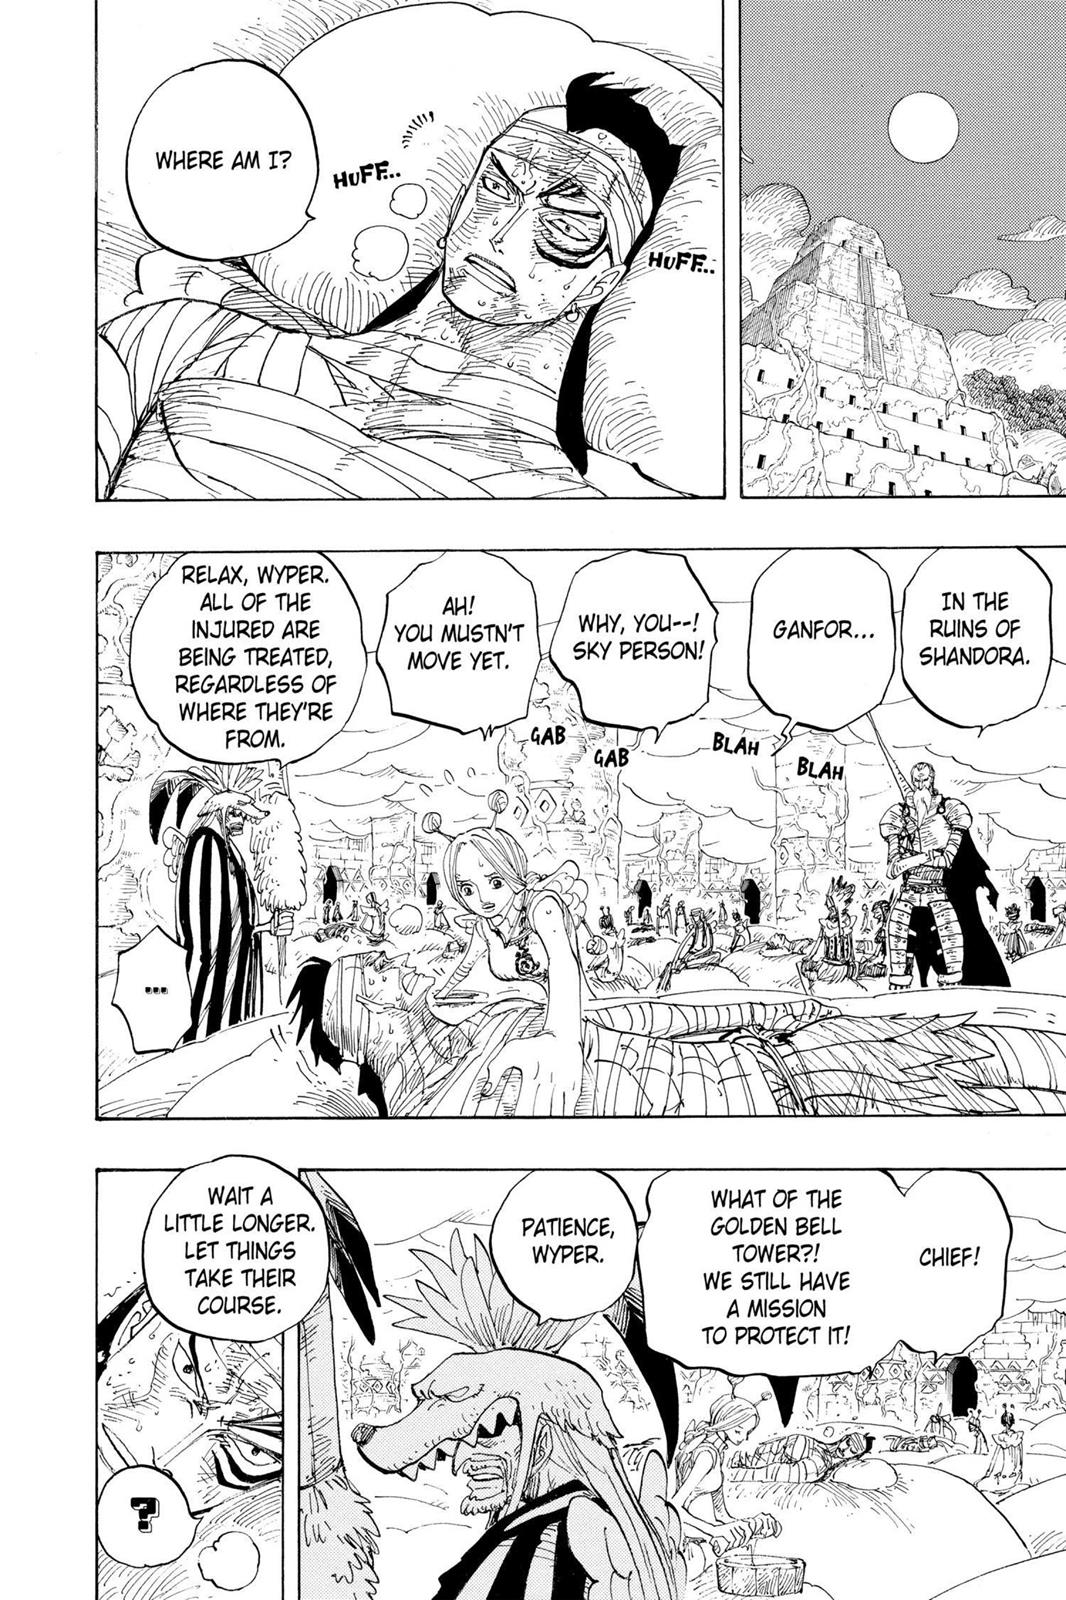 WHERE AM I?
HUFF...
HUFF...
IN THE
RUINS OF
SHANDORA.
GANFOR...
BLAH
BLAH
WHY, YOU--!
SKY PERSON!
GAB
GAB
AH!
YOU MUSTN'T
MOVE YET.
RELAX, WYPER.
ALL OF THE
INJURED ARE
BEING TREATED,
REGARDLESS OF
WHERE THEY'RE
FROM.
...
CHIEF!
WHAT OF THE
GOLDEN BELL
TOWER?!
WE STILL HAVE
A MISSION
TO PROTECT IT!
PATIENCE,
WYPER.
WAIT A
LITTLE LONGER.
LET THINGS
TAKE THEIR
COURSE.
?